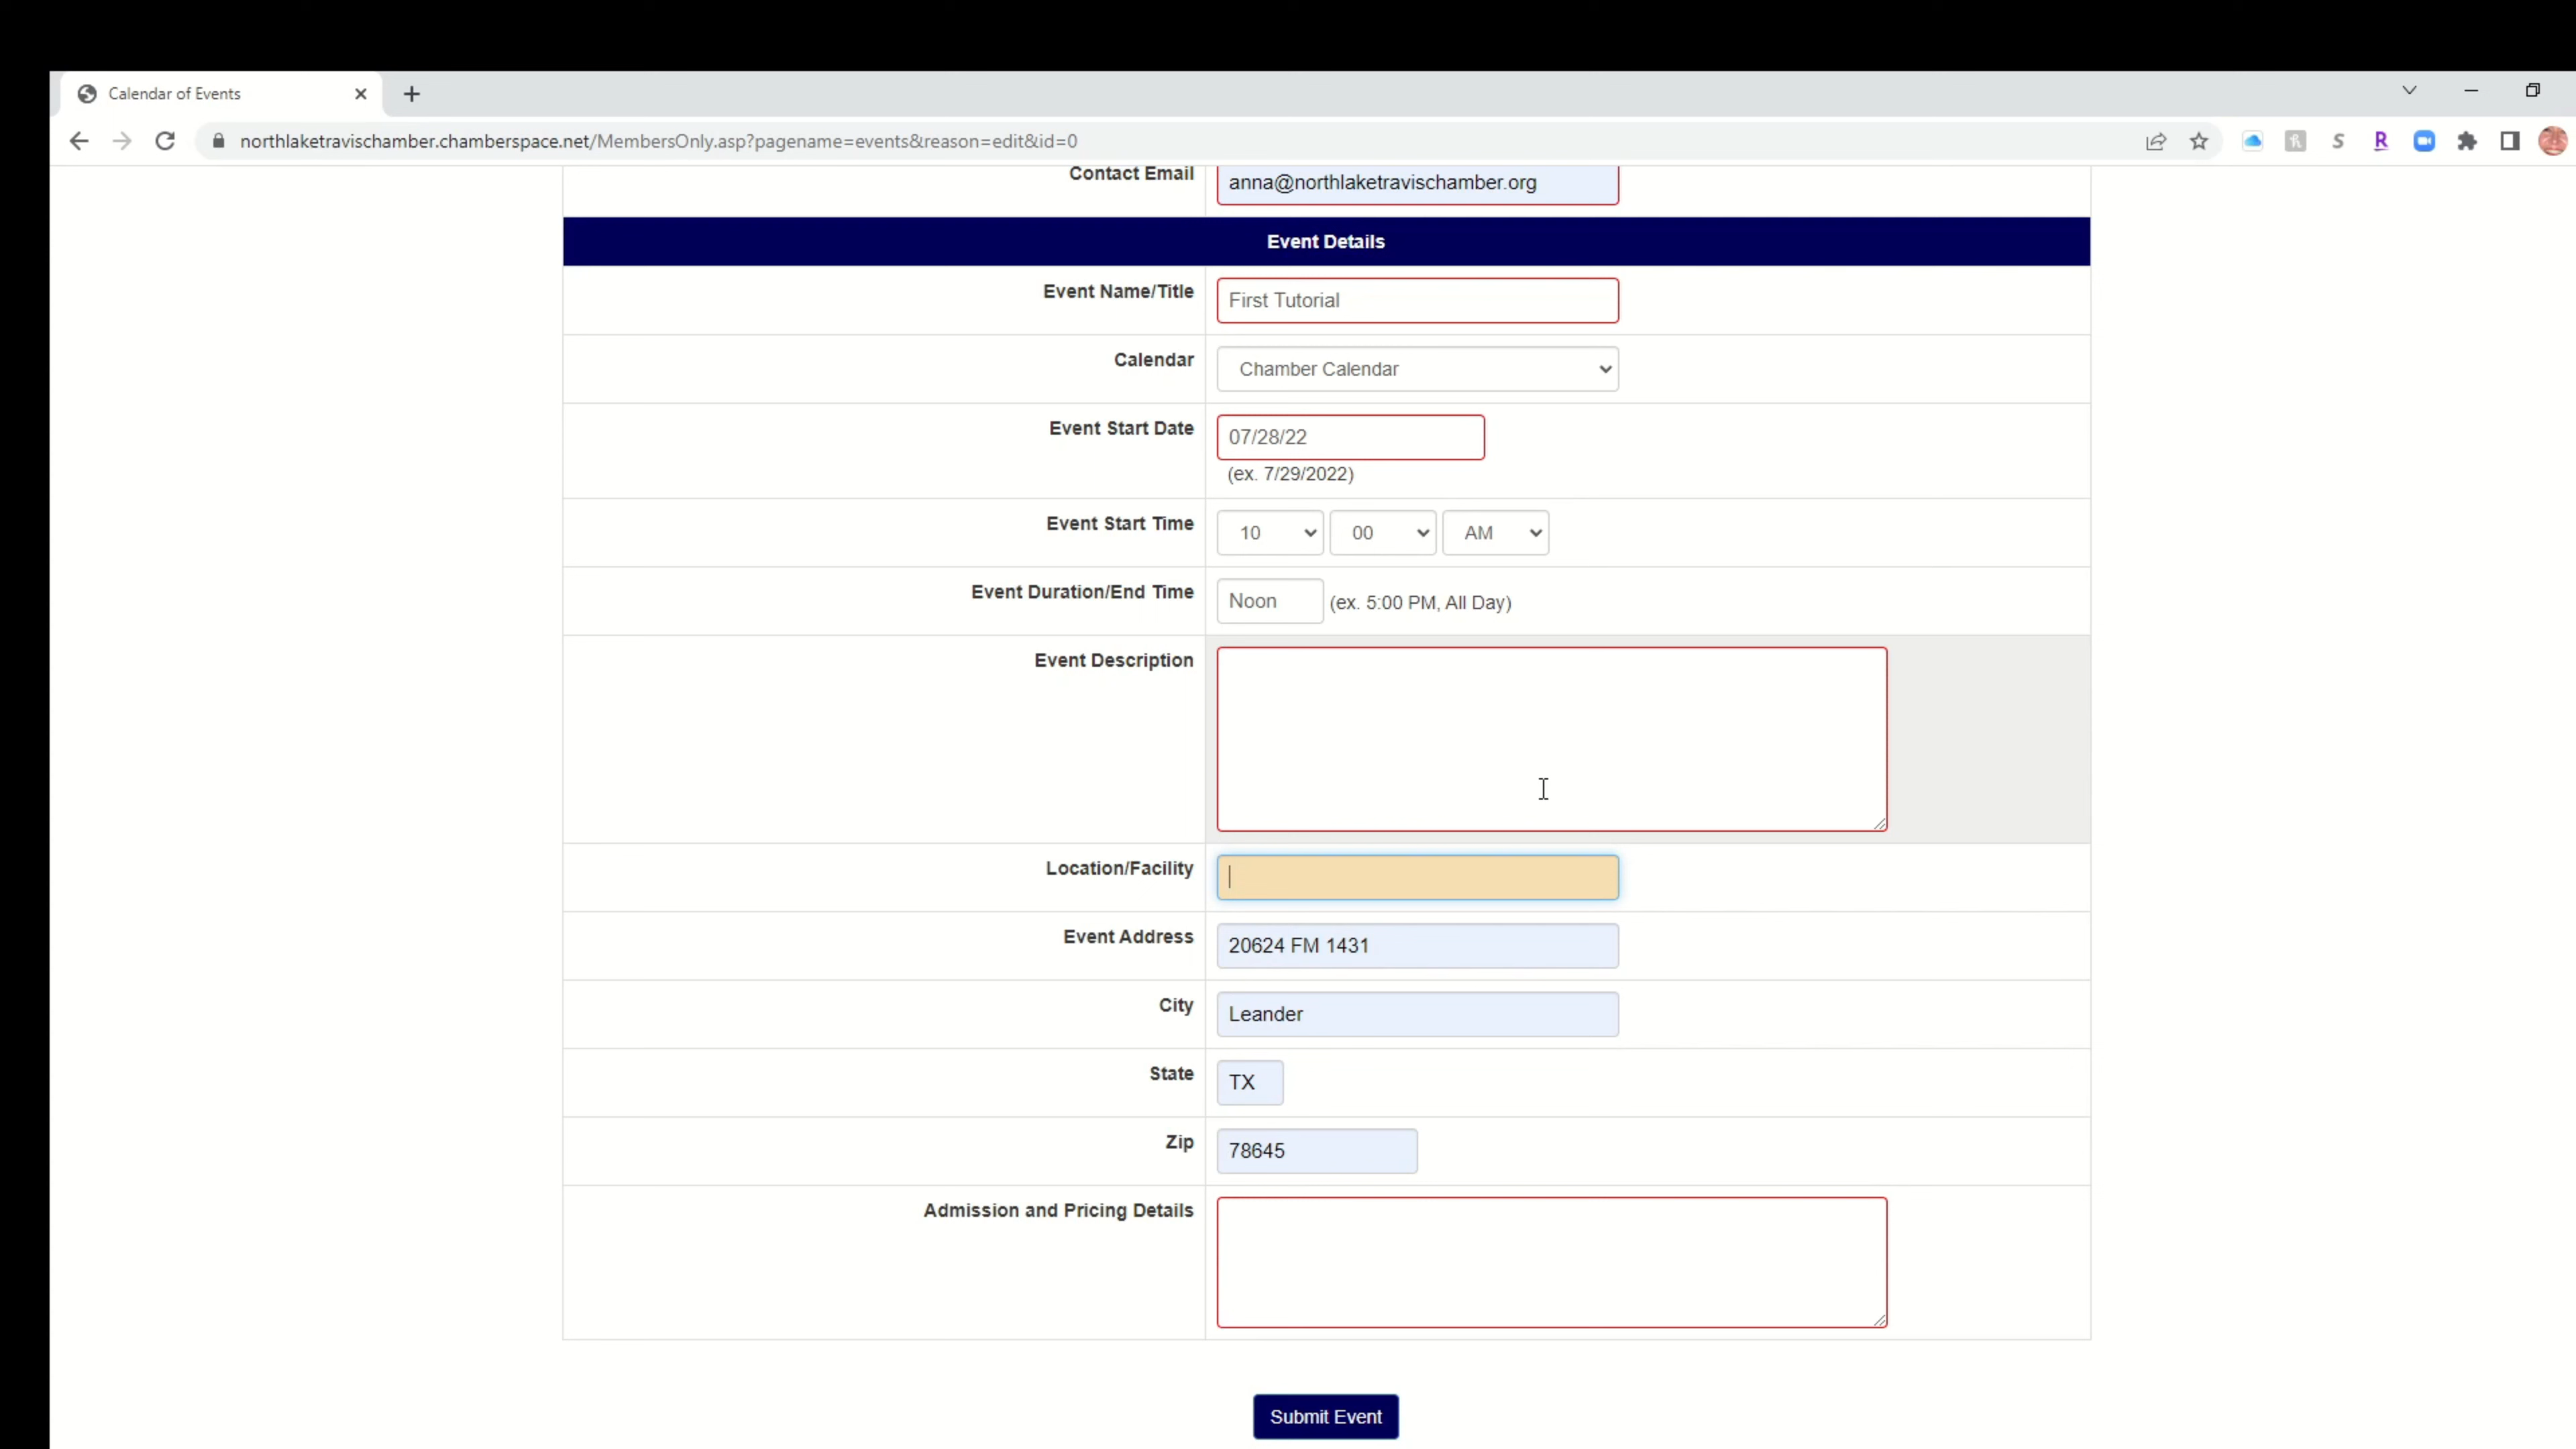 Calendar of Events
northlaketravischamber.chamberspace.net/MembersOnly.asp?pagename=events&reason=edit&id=0
Contact Email
anna@northlaketravischamber.org
Event Details
Event Name/Title
First Tutorial
Calendar
Chamber Calendar
Event Start Date
07/28/22
(ex. 7/29/2022)
Event Start Time
10 00 AM
Event Duration/End Time
Noon (ex. 5:00 PM, All Day)
Event Description
Location/Facility
Event Address
20624 FM 1431
City
Leander
State
TX
Zip
78645
Admission and Pricing Details
Submit Event